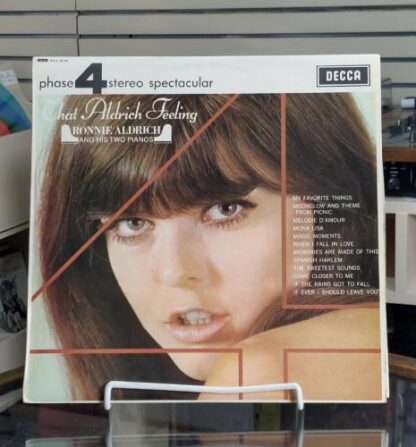 phase 4 stereo spectacular
DECCA
That Aldrich Feeling
RONNIE ALDRICH
AND HIS TWO PIANOS
MY FAVORITE THINGS
MOONGLOW AND THEME
FROM PICNIC
MELODIE D'AMOUR
MONA LISA
MAGIC MOMENTS
WHEN I FALL IN LOVE
MEMORIES ARE MADE OF THIS
SPANISH HARLEM
THE SWEETEST SOUNDS
COME CLOSER TO ME
IF THE RAINS GOT TO FALL
IF EVER I SHOULD LEAVE YOU